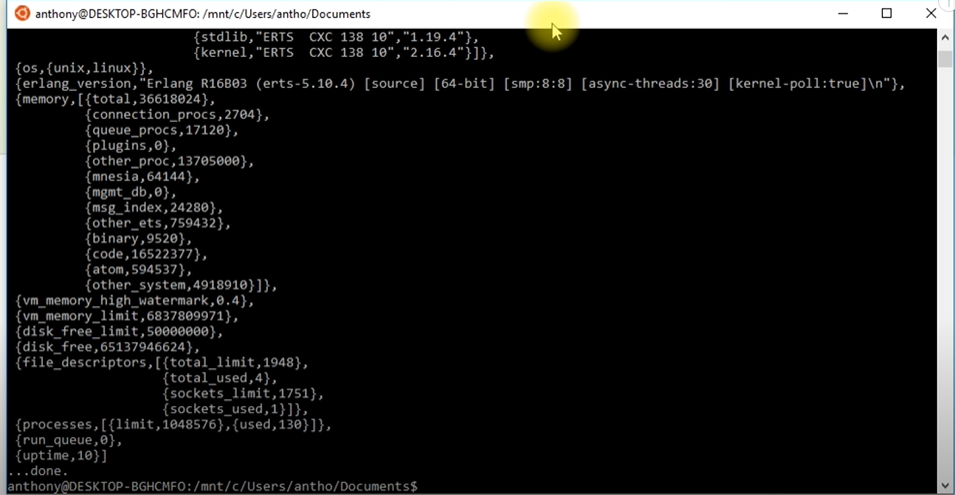 anthony@DESKTOP-BGHCMFO: /mnt/c/Users/antho/Documents
{stdlib,"ERTS  CXC 138 10","1.19.4"},
{kernel,"ERTS  CXC 138 10","2.16.4"}]},
{os,{unix,linux}},
{erlang_version,"Erlang R16B03 (erts-5.10.4) [source] [64-bit] [smp:8:8] [async-threads:30] [kernel-poll:true]\n"},
{memory,[{total,36618024},
{connection_procs,2704},
{queue_procs,17120},
{plugins,0},
{other_proc,13705000},
{mnesia,64144},
{mgmt_db,0},
{msg_index,24280},
{other_ets,759432},
{binary,9520},
{code,16522377},
{atom,594537},
{other_system,4918910}]},
{vm_memory_high_watermark,0.4},
{vm_memory_limit,6837809971},
{disk_free_limit,50000000},
{disk_free,65137946624},
{file_descriptors,[{total_limit,1948},
{total_used,4},
{sockets_limit,1751},
{sockets_used,1}]},
{processes,[{limit,1048576},{used,130}]},
{run_queue,0},
{uptime,10}]
...done.
anthony@DESKTOP-BGHCMFO:/mnt/c/Users/antho/Documents$